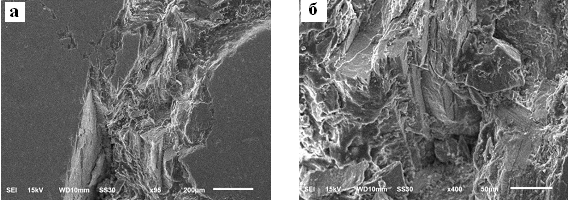 а
б
SEI 15kV WD10mm SS30 x95 200µm
SEI 15kV WD10mm SS30 x400 50µm